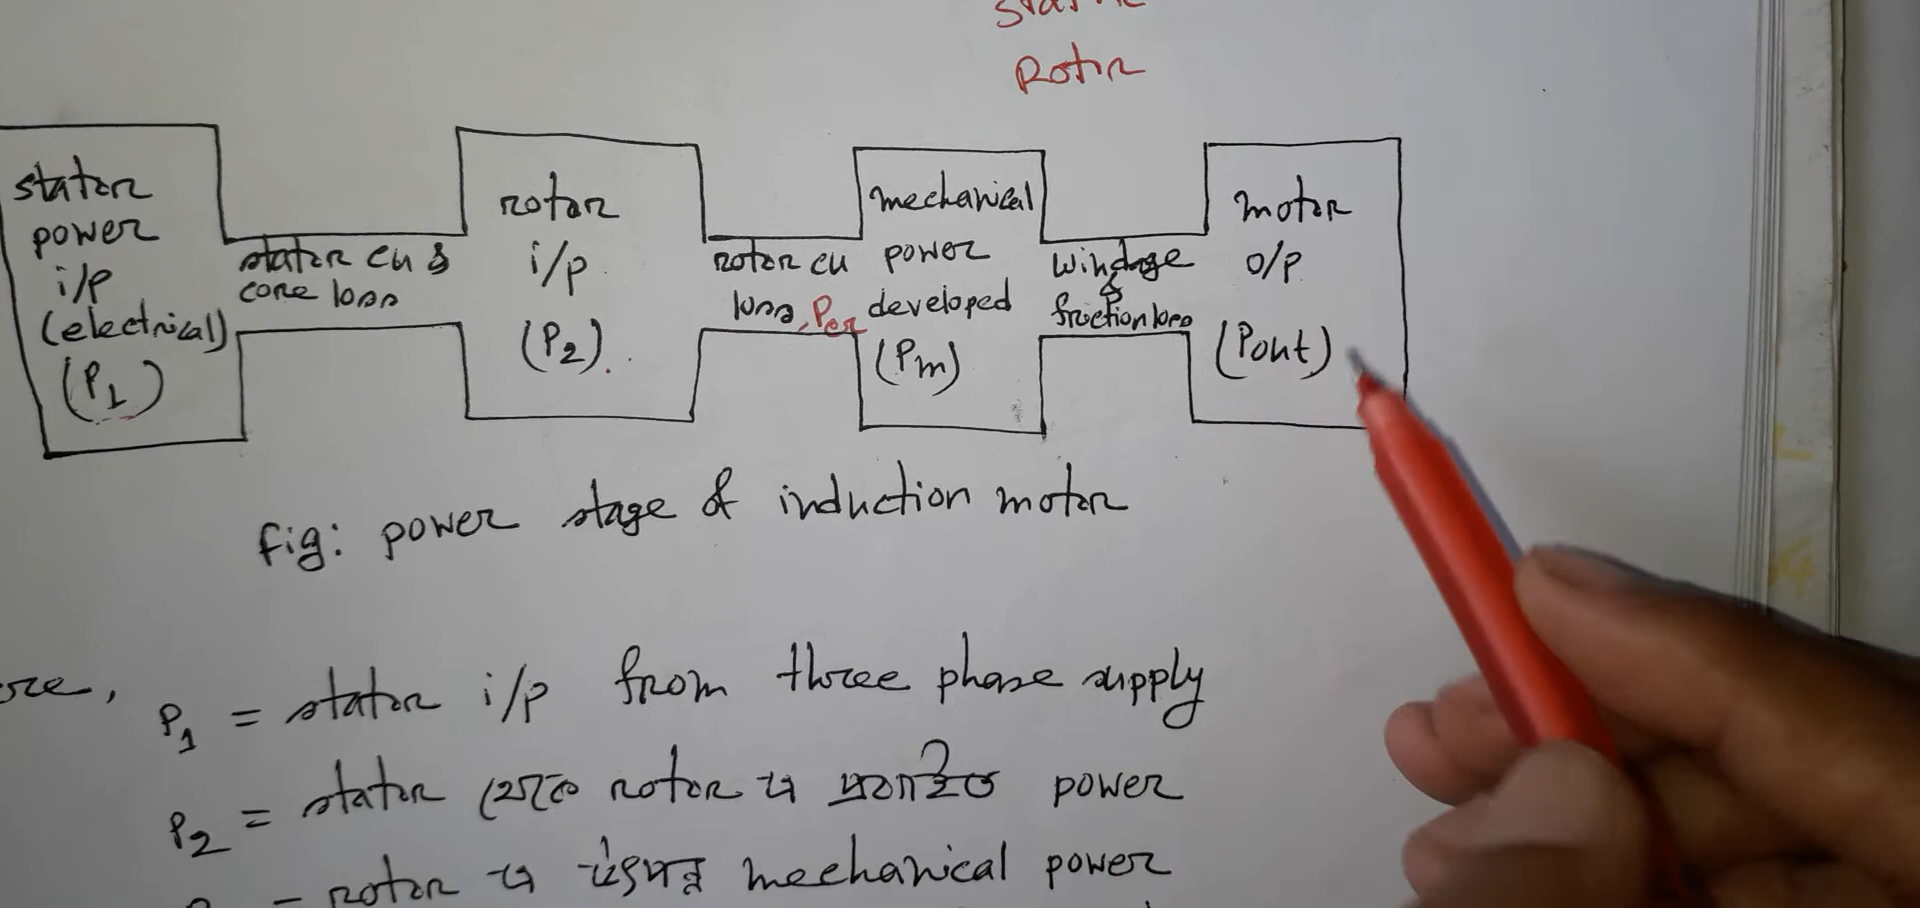 Rotor
stator
power
i/p
(electrical)
(P1)
stator cu &
core loss
rotor
i/p
(P2).
rotor cu
loss, Pcr
mechanical
power
developed
(Pm)
windage
&
friction loss
motor
o/p
(Pout)
fig: power stage of induction motor
P1 = stator i/p from three phase supply
P2 = stator থেকে rotor এ প্রবাহিত power
= rotor এ উৎপন্ন mechanical power